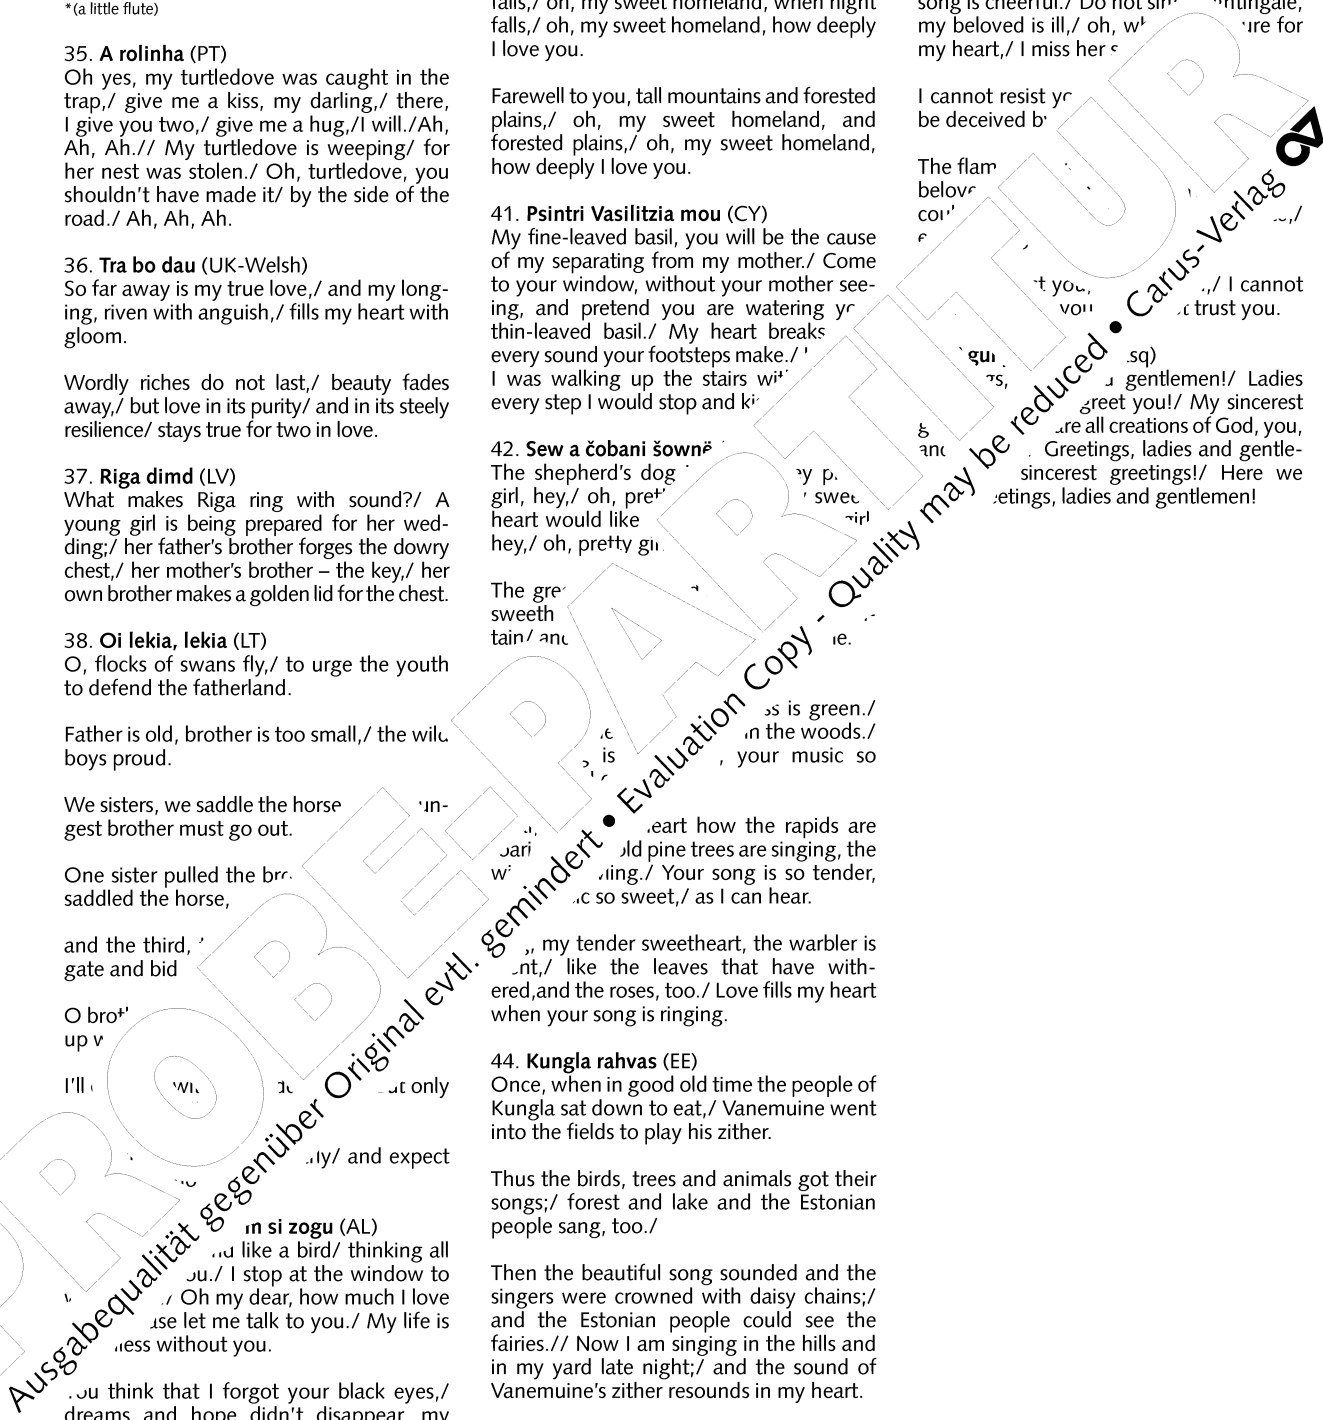 *(a little flute)
35. A rolinha (PT)
Oh yes, my turtledove was caught in the
trap,/ give me a kiss, my darling,/ there,
I give you two,/ give me a hug,/I will./Ah,
Ah, Ah.// My turtledove is weeping/ for
her nest was stolen./ Oh, turtledove, you
shouldn't have made it/ by the side of the
road./ Ah, Ah, Ah.
36. Tra bo dau (UK-Welsh)
So far away is my true love,/ and my long-
ing, riven with anguish,/ fills my heart with
gloom.
Wordly riches do not last,/ beauty fades
away,/ but love in its purity/ and in its steely
resilience/ stays true for two in love.
37. Riga dimd (LV)
What makes Riga ring with sound?/ A
young girl is being prepared for her wed-
ding;/ her father's brother forges the dowry
chest,/ her mother's brother – the key,/ her
own brother makes a golden lid for the chest.
38. Oi lekia, lekia (LT)
O, flocks of swans fly,/ to urge the youth
to defend the fatherland.
Father is old, brother is too small,/ the wild
boys proud.
We sisters, we saddle the horse un-
gest brother must go out.
One sister pulled the
saddled the horse,
and the third,
gate and bid
O
up
I'll only
and expect
si zogu (AL)
like a bird/ thinking all
I stop at the window to
Oh my dear, how much I love
let me talk to you./ My life is
without you.
You think that I forgot your black eyes,/
dreams and hope didn't disappear, my
falls,/ oh, my sweet homeland, when night
falls,/ oh, my sweet homeland, how deeply
I love you.
Farewell to you, tall mountains and forested
plains,/ oh, my sweet homeland, and
forested plains,/ oh, my sweet homeland,
how deeply I love you.
41. Psintri Vasilitzia mou (CY)
My fine-leaved basil, you will be the cause
of my separating from my mother./ Come
to your window, without your mother see-
ing, and pretend you are watering
thin-leaved basil./ My heart breaks
every sound your footsteps make./
I was walking up the stairs
every step I would stop and
42. Sew a čobani šownë
The shepherd's dog
girl, hey,/ oh,
heart would like
hey,/ oh, pretty
The
tain/
is green./
in the woods./
is your music so
heart how the rapids are
old pine trees are singing, the
Your song is so tender,
so sweet,/ as I can hear.
my tender sweetheart, the warbler is
like the leaves that have with-
ered,and the roses, too./ Love fills my heart
when your song is ringing.
44. Kungla rahvas (EE)
Once, when in good old time the people of
Kungla sat down to eat,/ Vanemuine went
into the fields to play his zither.
Thus the birds, trees and animals got their
songs;/ forest and lake and the Estonian
people sang, too./
Then the beautiful song sounded and the
singers were crowned with daisy chains;/
and the Estonian people could see the
fairies.// Now I am singing in the hills and
in my yard late night;/ and the sound of
Vanemuine's zither resounds in my heart.
song is cheerful./ Do not sing, nightingale,
my beloved is ill,/ oh, for
my heart,/ I miss her
I cannot resist
be deceived by
The
I cannot
trust you.
gentlemen!/ Ladies
greet you!/ My sincerest
are all creations of God, you,
and Greetings, ladies and gentle-
sincerest greetings!/ Here we
ladies and gentlemen!
PROBE-PARTITUR
Ausgabequalität gegenüber Original evtl. gemindert • Evaluation Copy - Quality may be reduced • Carus-Verlag